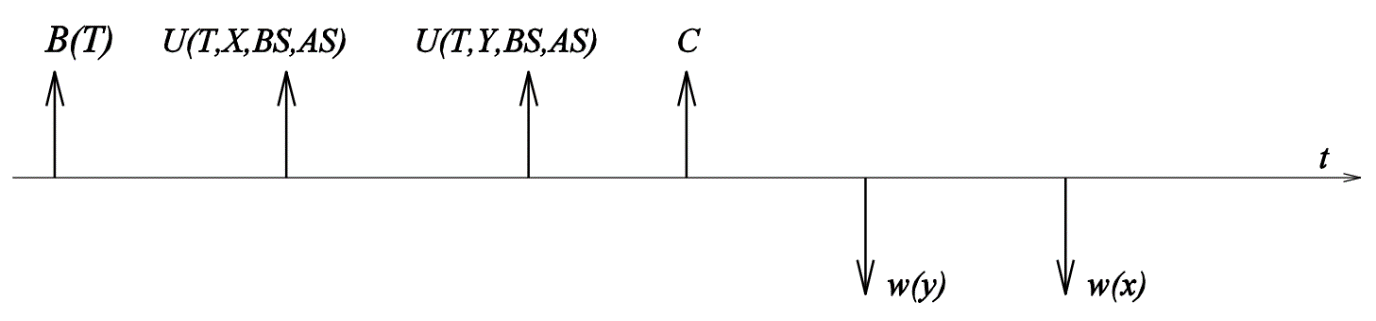 B(T) U(T,X,BS,AS) U(T,Y,BS,AS) C
t
w(y) w(x)